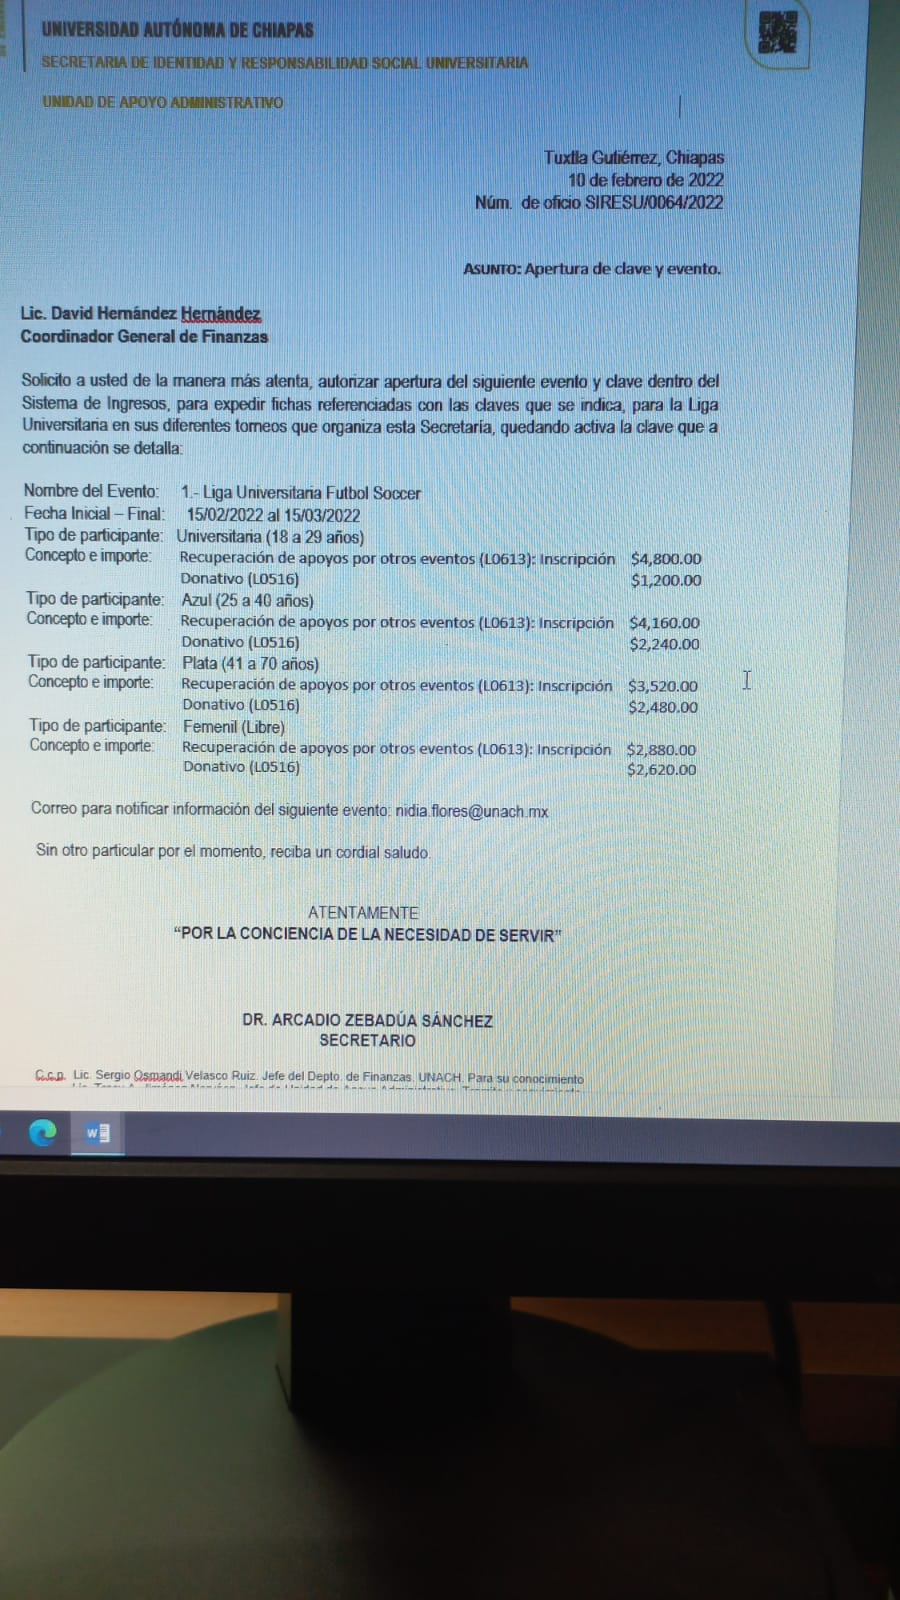 UNIVERSIDAD AUTÓNOMA DE CHIAPAS
SECRETARIA DE IDENTIDAD Y RESPONSABILIDAD SOCIAL UNIVERSITARIA
UNIDAD DE APOYO ADMINISTRATIVO
Tuxtla Gutiérrez, Chiapas
10 de febrero de 2022
Núm. de oficio SIRESU/0064/2022
ASUNTO: Apertura de clave y evento.
Lic. David Hernández Hernández
Coordinador General de Finanzas
Solicito a usted de la manera más atenta, autorizar apertura del siguiente evento y clave dentro del
Sistema de Ingresos, para expedir fichas referenciadas con las claves que se indica, para la Liga
Universitaria en sus diferentes torneos que organiza esta Secretaría, quedando activa la clave que a
continuación se detalla:
Nombre del Evento: 1.- Liga Universitaria Futbol Soccer
Fecha Inicial – Final: 15/02/2022 al 15/03/2022
Tipo de participante: Universitaria (18 a 29 años)
Concepto e importe: Recuperación de apoyos por otros eventos (L0613): Inscripción $4,800.00
Donativo (L0516) $1,200.00
Tipo de participante: Azul (25 a 40 años)
Concepto e importe: Recuperación de apoyos por otros eventos (L0613): Inscripción $4,160.00
Donativo (L0516) $2,240.00
Tipo de participante: Plata (41 a 70 años)
Concepto e importe: Recuperación de apoyos por otros eventos (L0613): Inscripción $3,520.00
Donativo (L0516) $2,480.00
Tipo de participante: Femenil (Libre)
Concepto e importe: Recuperación de apoyos por otros eventos (L0613): Inscripción $2,880.00
Donativo (L0516) $2,620.00
Correo para notificar información del siguiente evento: nidia.flores@unach.mx
Sin otro particular por el momento, reciba un cordial saludo.
ATENTAMENTE
“POR LA CONCIENCIA DE LA NECESIDAD DE SERVIR”
DR. ARCADIO ZEBADÚA SÁNCHEZ
SECRETARIO
C.c.p. Lic. Sergio Osmandi Velasco Ruiz. Jefe del Depto. de Finanzas. UNACH. Para su conocimiento